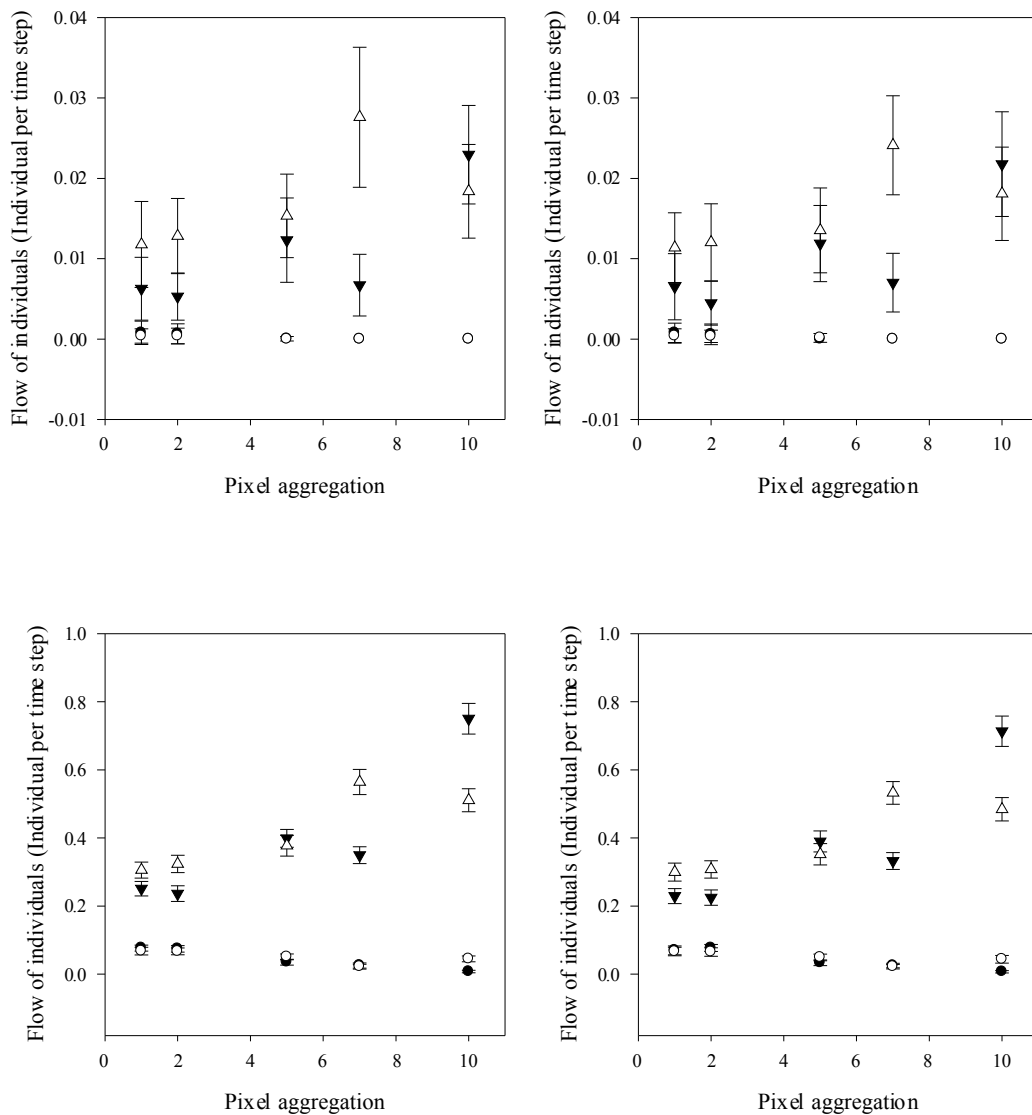 Flow of individuals (Individual per time step)
0.04
0.03
0.02
0.01
0.00
-0.01
0 2 4 6 8 10
Pixel aggregation
Flow of individuals (Individual per time step)
0.04
0.03
0.02
0.01
0.00
-0.01
0 2 4 6 8 10
Pixel aggregation
Flow of individuals (Individual per time step)
1.0
0.8
0.6
0.4
0.2
0.0
0 2 4 6 8 10
Pixel aggregation
Flow of individuals (Individual per time step)
1.0
0.8
0.6
0.4
0.2
0.0
0 2 4 6 8 10
Pixel aggregation